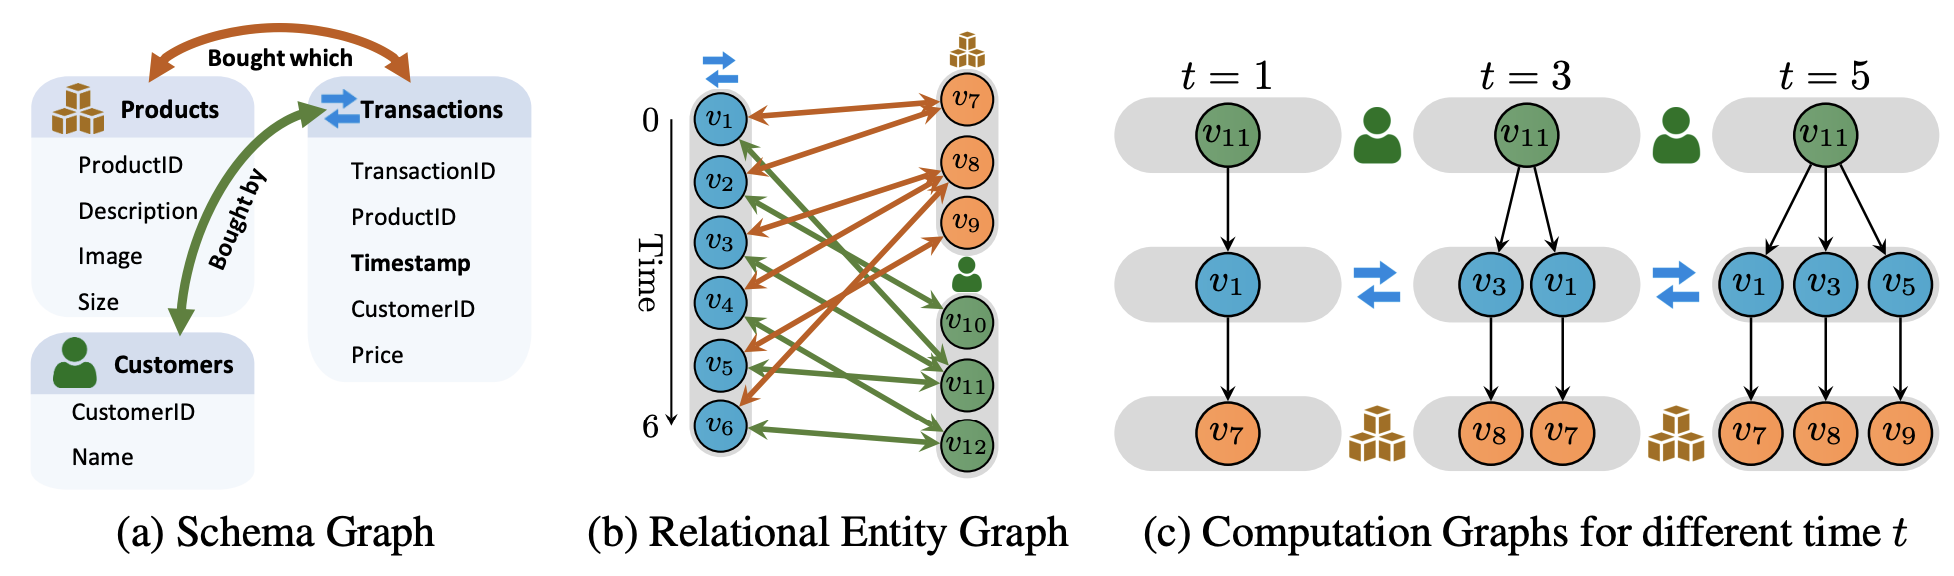 Bought which
Products
ProductID
Description
Image
Size
Transactions
TransactionID
ProductID
Timestamp
CustomerID
Price
Bought by
Customers
CustomerID
Name
(a) Schema Graph
0
Time
6
v1
v2
v3
v4
v5
v6
v7
v8
v9
v10
v11
v12
(b) Relational Entity Graph
t = 1
v11
v1
v7
t = 3
v11
v3 v1
v8 v7
t = 5
v11
v1 v3 v5
v7 v8 v9
(c) Computation Graphs for different time t